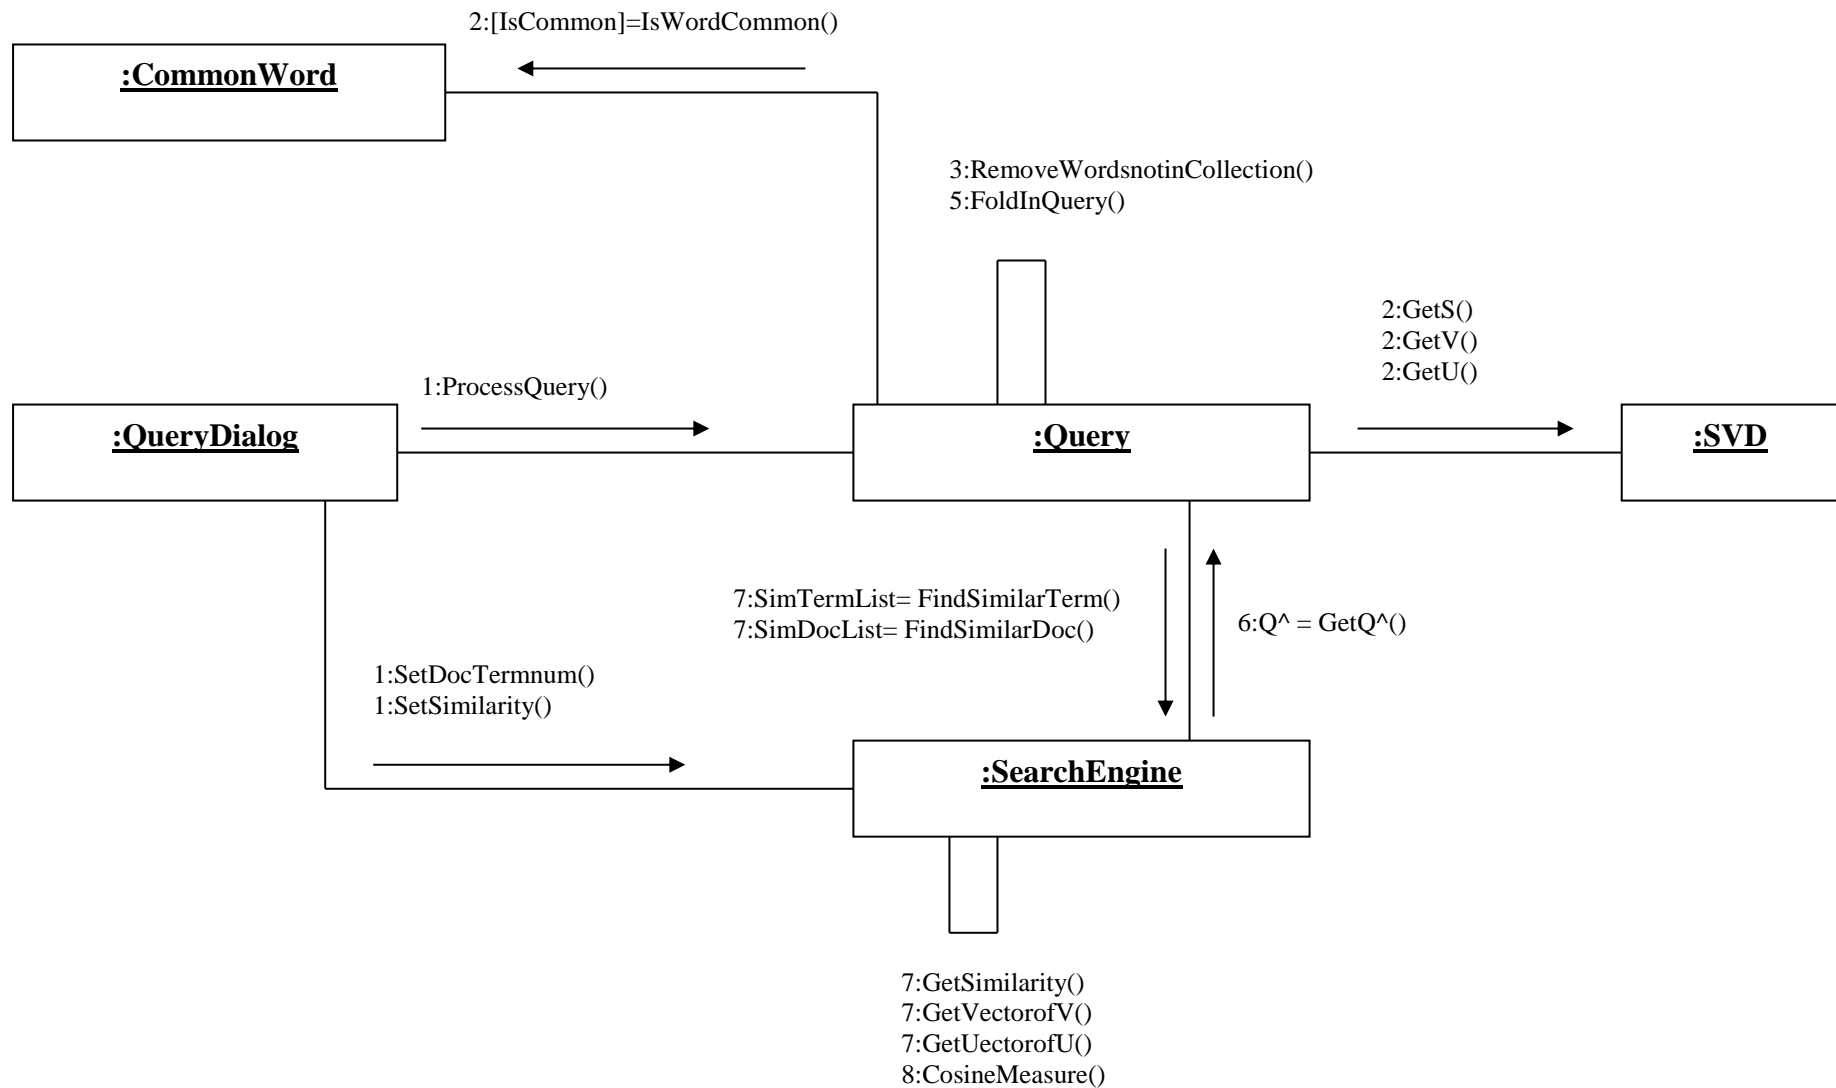 2:[IsCommon]=IsWordCommon()
:CommonWord
3:RemoveWordsnotinCollection()
5:FoldInQuery()
2:GetS()
2:GetV()
2:GetU()
1:ProcessQuery()
:QueryDialog
:Query
:SVD
7:SimTermList= FindSimilarTerm()
7:SimDocList= FindSimilarDoc()
6:Q^ = GetQ^()
1:SetDocTermnum()
1:SetSimilarity()
:SearchEngine
7:GetSimilarity()
7:GetVectorofV()
7:GetUectorofU()
8:CosineMeasure()